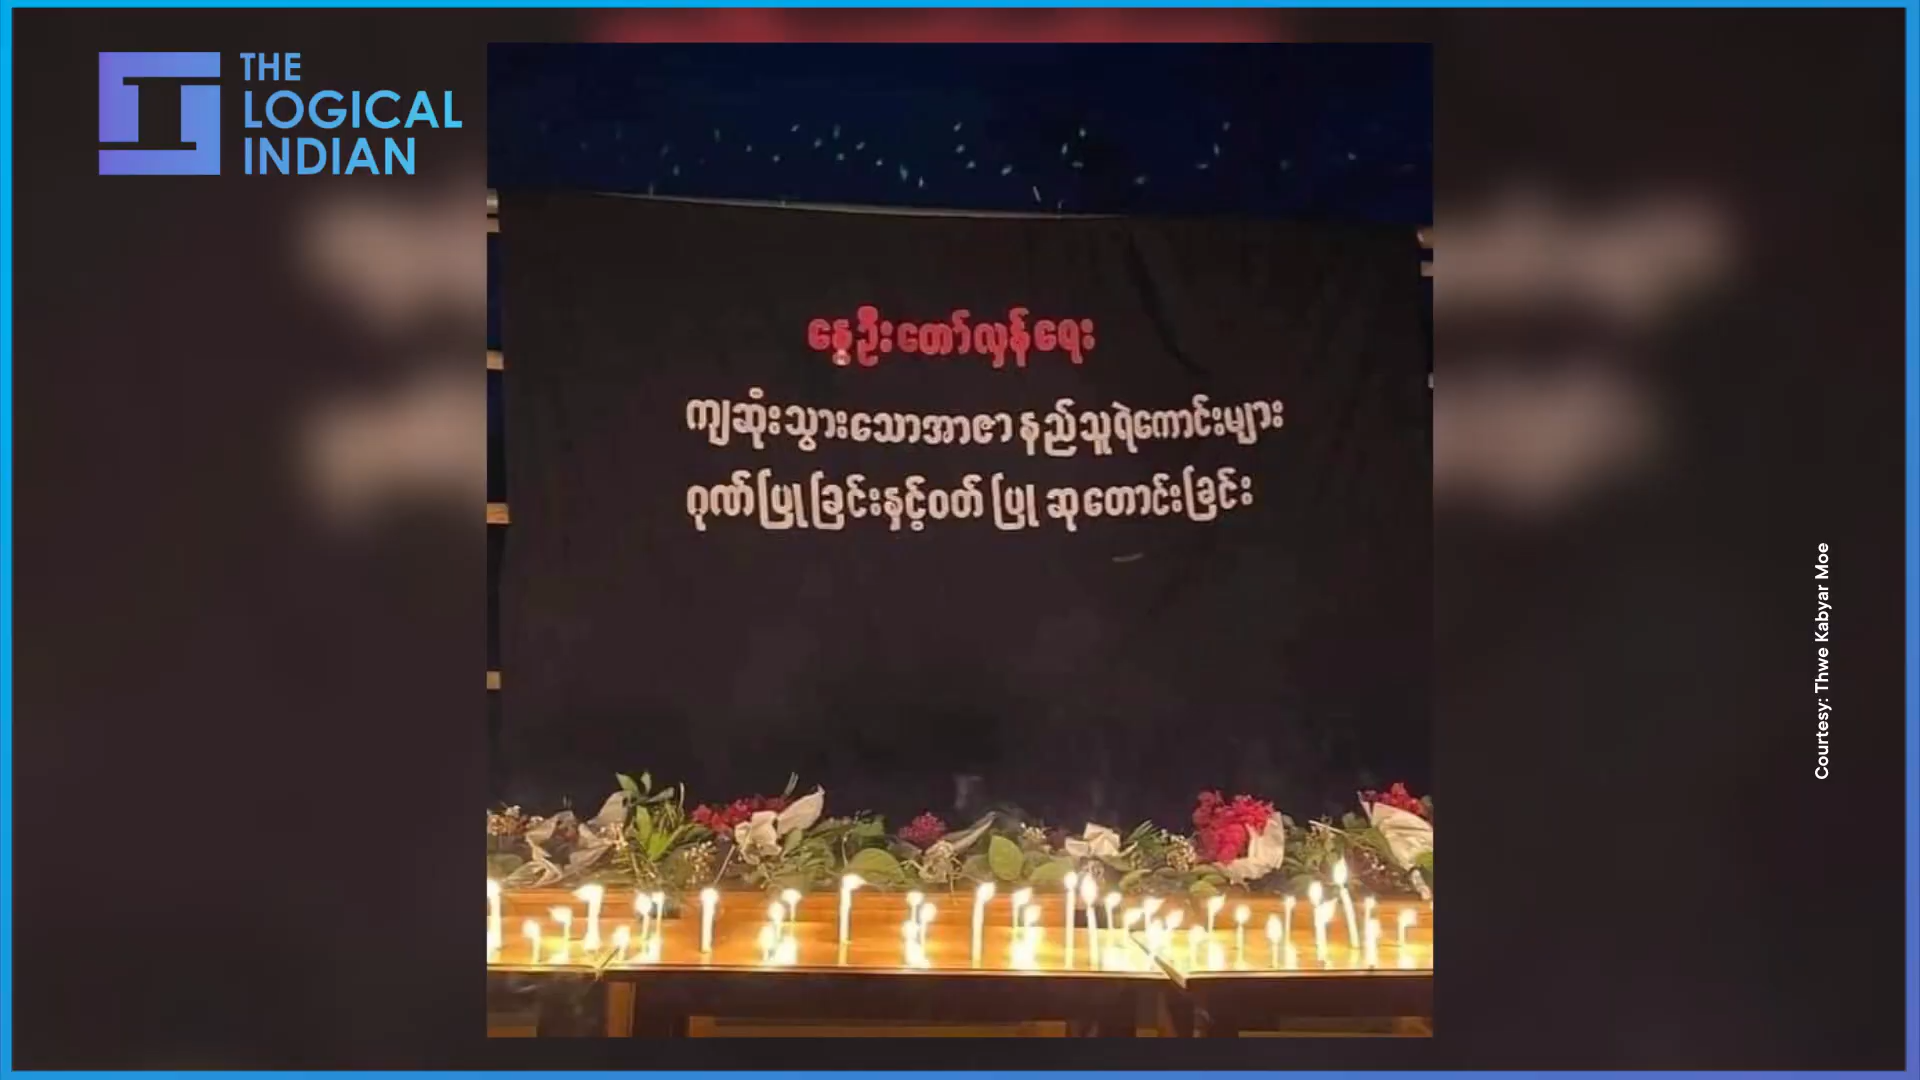 THE
LOGICAL
INDIAN
နွေဦးတော်လှန်ရေး
ကျဆုံးသွားသောအာဇာနည်သူရဲကောင်းများ
ဂုဏ်ပြုခြင်းနှင့်ဝတ်ပြုဆုတောင်းခြင်း
Courtesy: Thwe Kabyar Moe